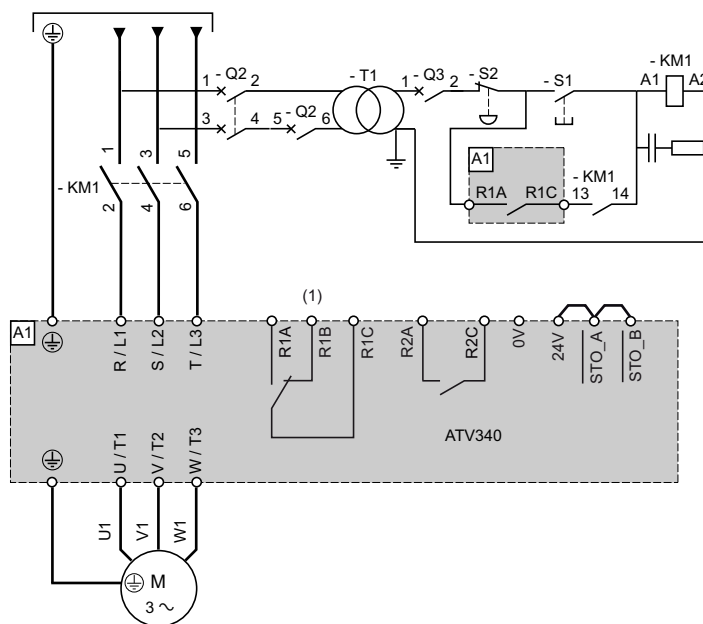 - Q2
- T1
- Q3
- S2
- S1
- KM1
1
2
1
2
A1
A2
3
4
5
- Q2
6
A1
R1A
R1C
- KM1
13
14
1
3
5
- KM1
2
4
6
(1)
A1
R / L1
S / L2
T / L3
R1A
R1B
R1C
R2A
R2C
0V
24V
STO_A
STO_B
ATV340
U / T1
V / T2
W / T3
U1
V1
W1
M
3 ~